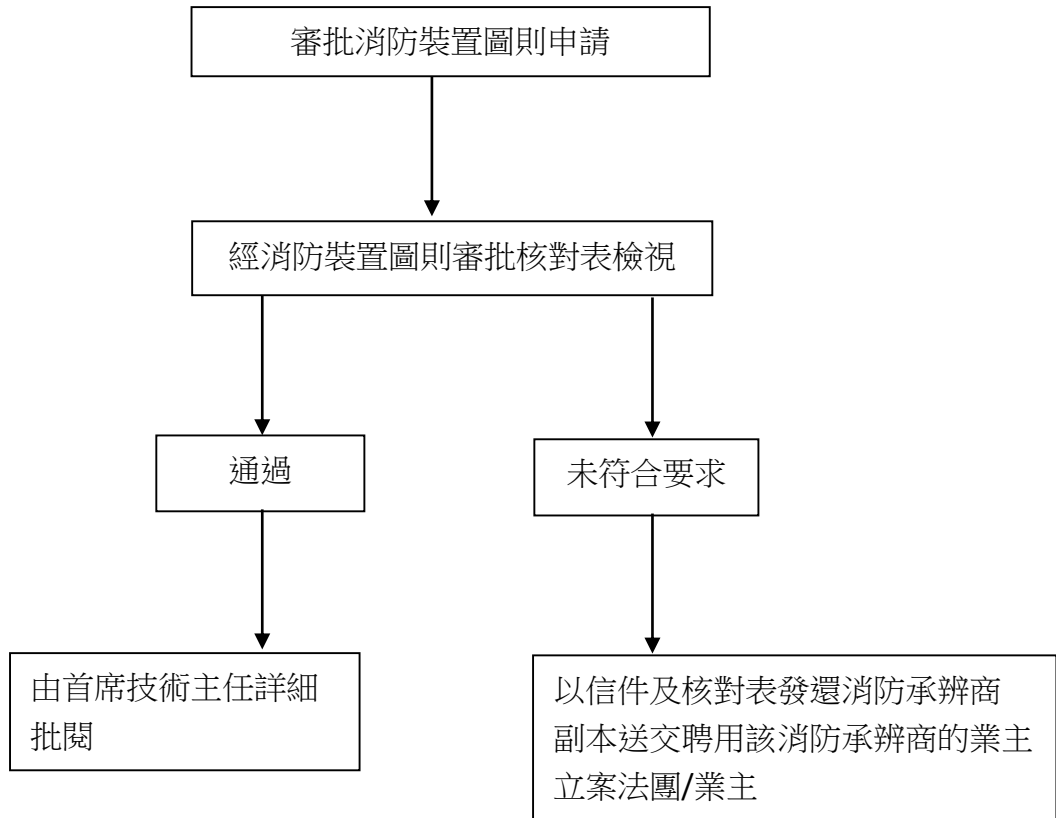 審批消防裝置圖則申請
經消防裝置圖則審批核對表檢視
通過
未符合要求
由首席技術主任詳細
批閱
以信件及核對表發還消防承辨商
副本送交聘用該消防承辨商的業主
立案法團/業主